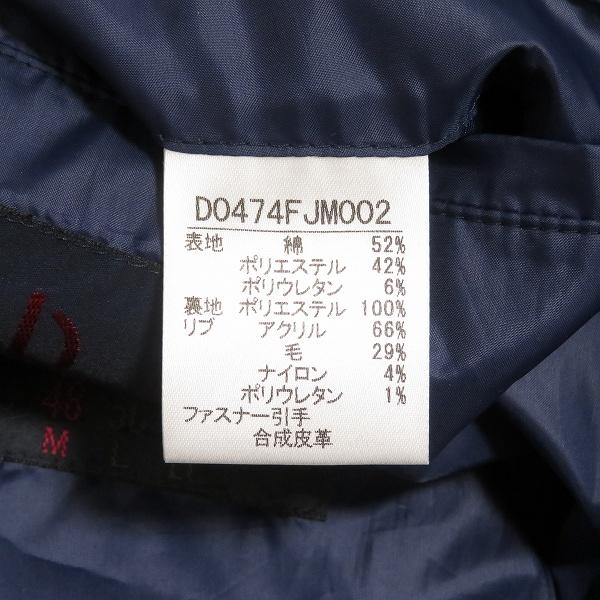 D0474FJM002
表地 綿 52%
ポリエステル 42%
ポリウレタン 6%
裏地 ポリエステル 100%
リブ アクリル 66%
毛 29%
ナイロン 4%
ポリウレタン 1%
ファスナー引手
合成皮革
D
46
M L LL